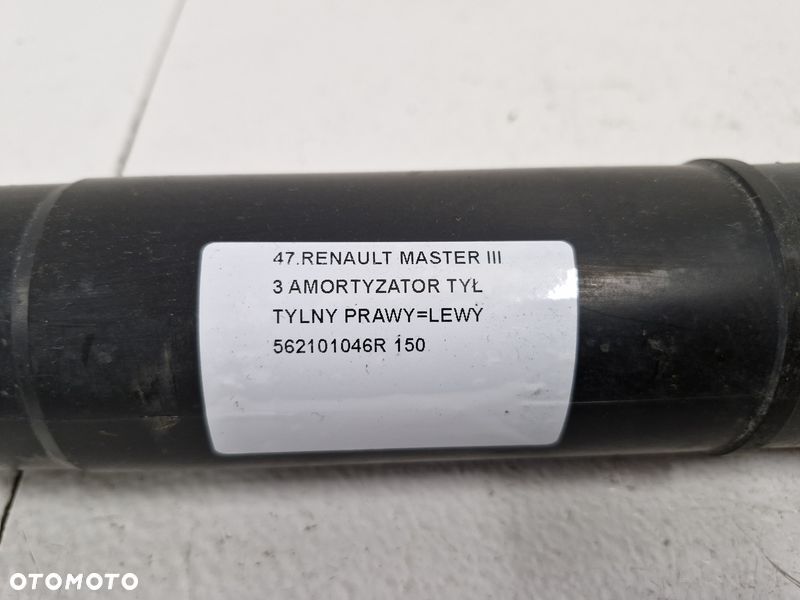 47.RENAULT MASTER III
3 AMORTYZATOR TYŁ
TYLNY PRAWY=LEWY
562101046R 150
OTOMOTO